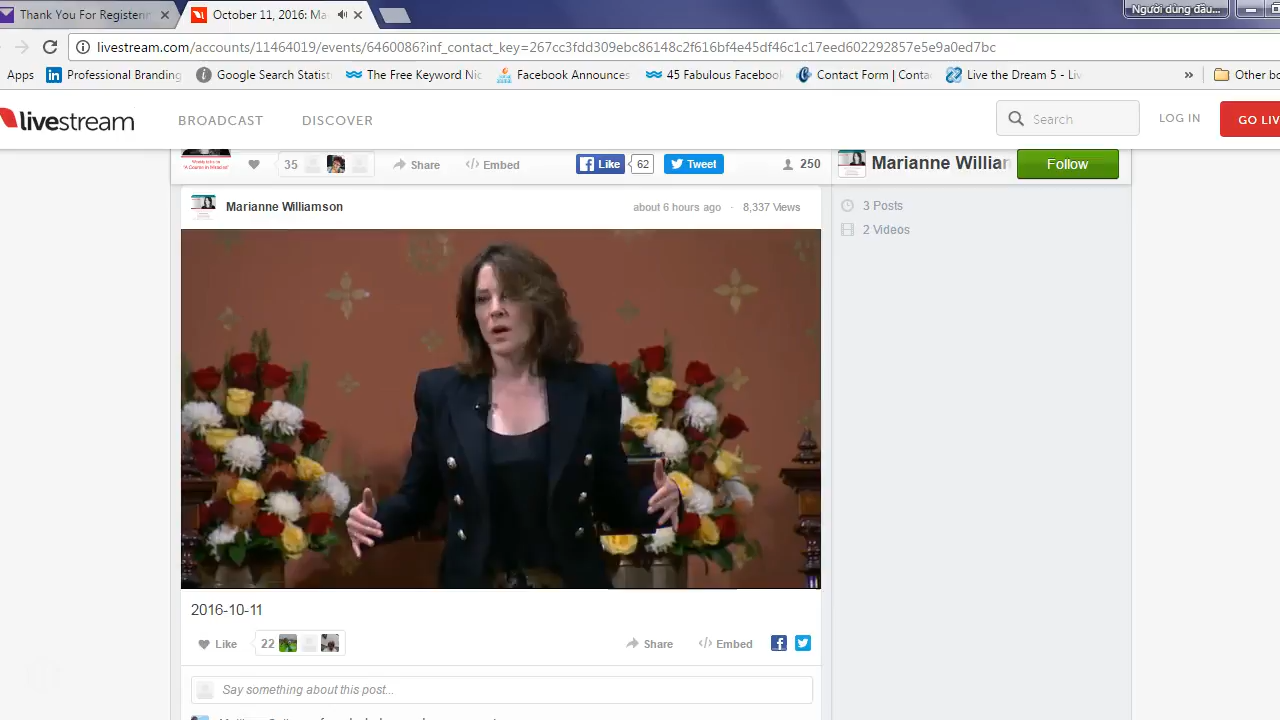 Thank You For Registenn
October 11, 2016: Ma
Người dùng đầu...
livestream.com/accounts/11464019/events/6460086?inf_contact_key=267cc3fdd309ebc86148c2f616bf4e45df46c1c17eed602292857e5e9a0ed7bc
Apps
Professional Branding
Google Search Statist
The Free Keyword Nic
Facebook Announces
45 Fabulous Facebook
Contact Form | Conta
Live the Dream 5 - Liv
»
Other bo
livestream
BROADCAST
DISCOVER
Search
LOG IN
GO LIV
35
Share
Embed
Like
62
Tweet
250
Marianne Willian
Follow
Marianne Williamson
about 6 hours ago · 8,337 Views
3 Posts
2 Videos
2016-10-11
Like
22
Share
Embed
Say something about this post...